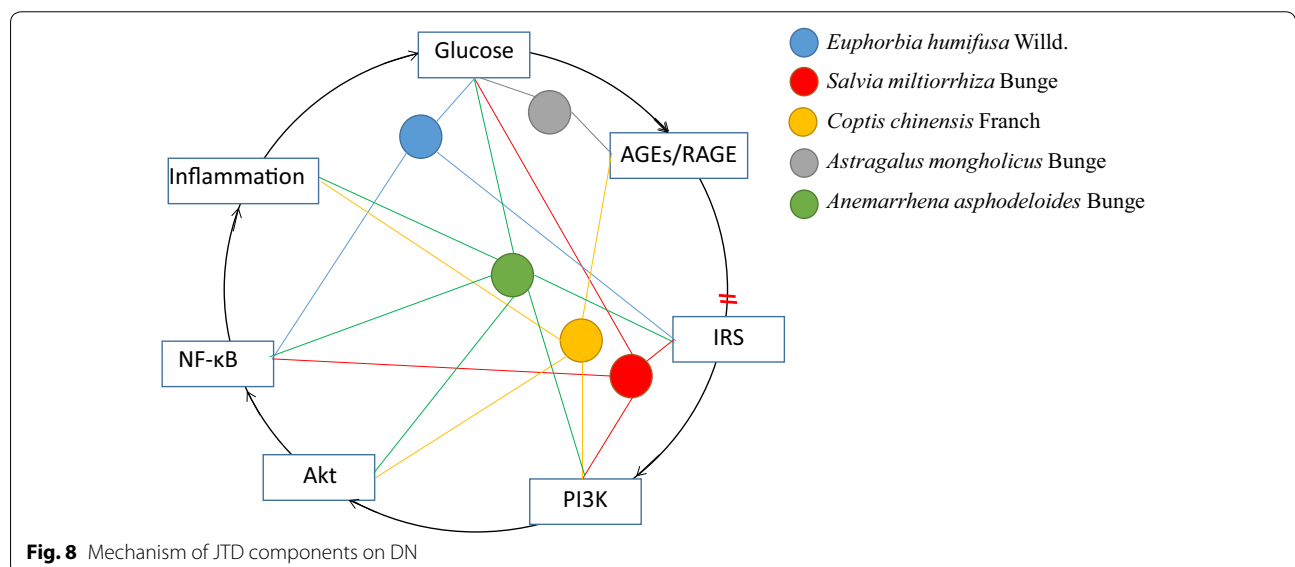 Glucose
AGEs/RAGE
IRS
PI3K
Akt
NF-κB
Inflammation
Euphorbia humifusa Willd.
Salvia miltiorrhiza Bunge
Coptis chinensis Franch
Astragalus mongholicus Bunge
Anemarrhena asphodeloides Bunge
Fig. 8 Mechanism of JTD components on DN